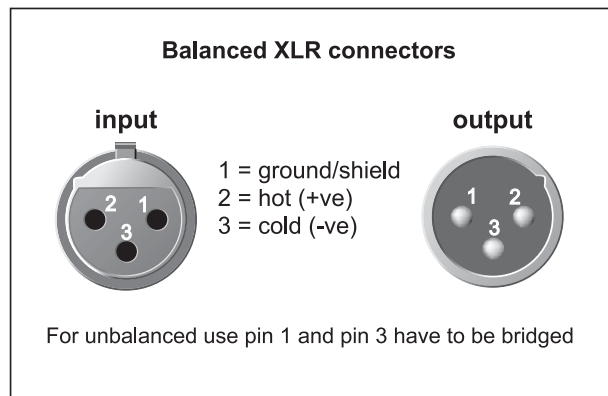 Balanced XLR connectors
input
output
1 = ground/shield
2 = hot (+ve)
3 = cold (-ve)
2 1
3
1 2
3
For unbalanced use pin 1 and pin 3 have to be bridged